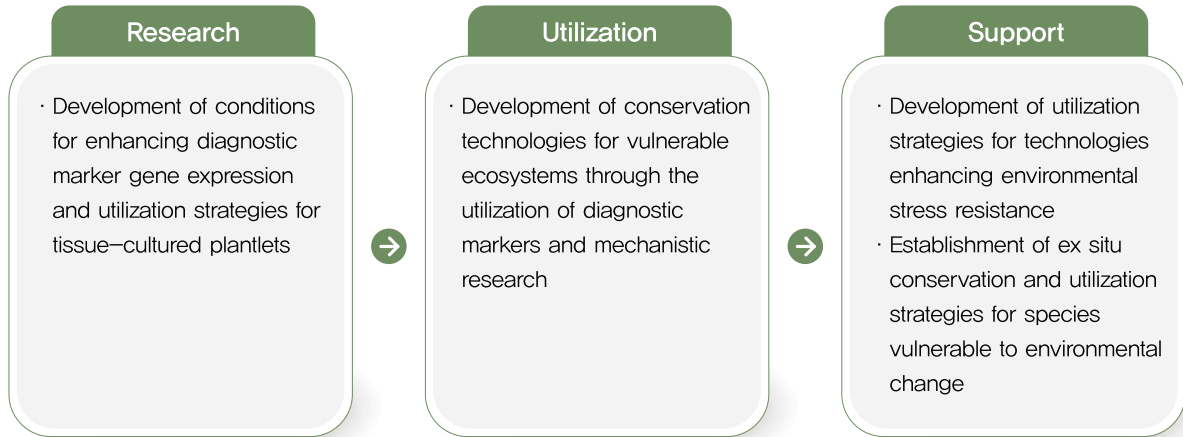 Research
· Development of conditions
for enhancing diagnostic
marker gene expression
and utilization strategies for
tissue-cultured plantlets
Utilization
· Development of conservation
technologies for vulnerable
ecosystems through the
utilization of diagnostic
markers and mechanistic
research
Support
· Development of utilization
strategies for technologies
enhancing environmental
stress resistance
· Establishment of ex situ
conservation and utilization
strategies for species
vulnerable to environmental
change